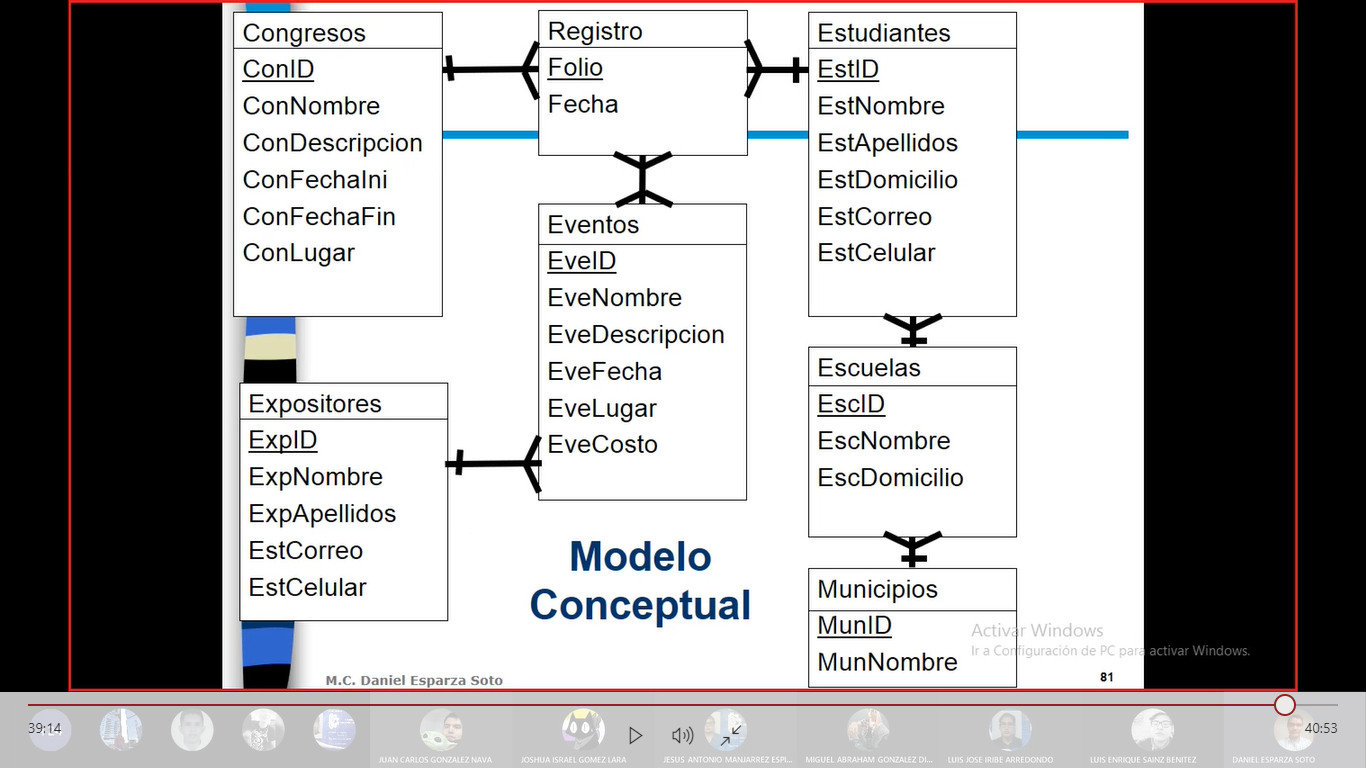 Congresos
ConID
ConNombre
ConDescripcion
ConFechaIni
ConFechaFin
ConLugar
Registro
Folio
Fecha
Estudiantes
EstID
EstNombre
EstApellidos
EstDomicilio
EstCorreo
EstCelular
Eventos
EveID
EveNombre
EveDescripcion
EveFecha
EveLugar
EveCosto
Escuelas
EscID
EscNombre
EscDomicilio
Expositores
ExpID
ExpNombre
ExpApellidos
EstCorreo
EstCelular
Modelo
Conceptual
Municipios
MunID
MunNombre
Activar Windows
Ir a Configuración de PC para activar Windows.
M.C. Daniel Esparza Soto
81
39:14
40:53
JUAN CARLOS GONZALEZ NAVA
JOSHUA ISRAEL GOMEZ LARA
JESUS ANTONIO MANJARREZ ESPI...
MIGUEL ABRAHAM GONZALEZ DI...
LUIS JOSE IRIBE ARREDONDO
LUIS ENRIQUE SAINZ BENITEZ
DANIEL ESPARZA SOTO